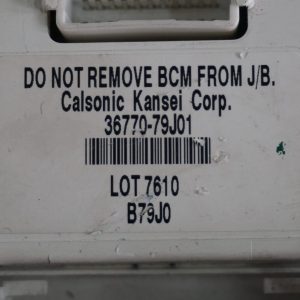 DO NOT REMOVE BCM FROM J/B.
Calsonic Kansei Corp.
36770-79J01
LOT 7610
B79J0